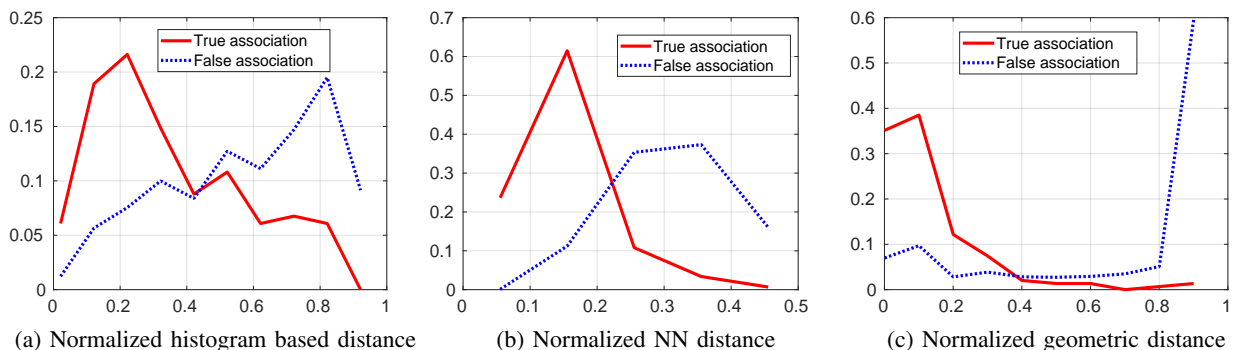 0.25
0.2
0.15
0.1
0.05
0
0 0.2 0.4 0.6 0.8 1
True association
False association
(a) Normalized histogram based distance
0.7
0.6
0.5
0.4
0.3
0.2
0.1
0
0 0.1 0.2 0.3 0.4 0.5
True association
False association
(b) Normalized NN distance
0.6
0.5
0.4
0.3
0.2
0.1
0
0 0.2 0.4 0.6 0.8 1
True association
False association
(c) Normalized geometric distance